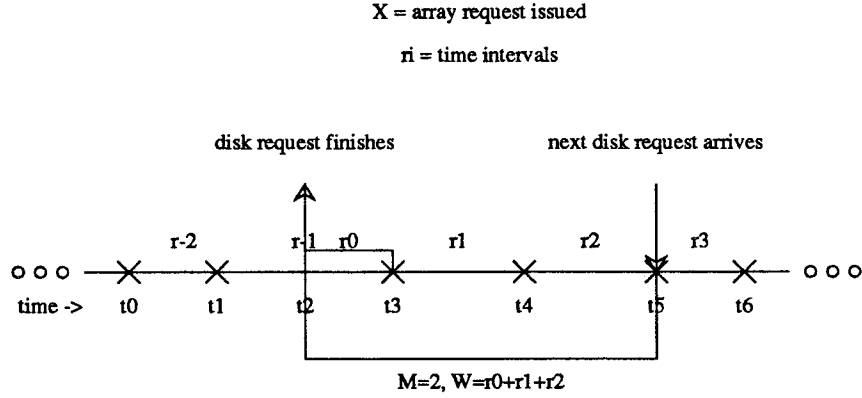 X = array request issued
ri = time intervals
disk request finishes next disk request arrives
r-2 r-1 r0 r1 r2 r3
time -> t0 t1 t2 t3 t4 t5 t6
M=2, W=r0+r1+r2